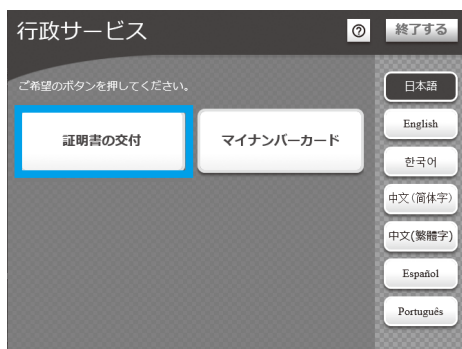 行政サービス
?
終了する
ご希望のボタンを押してください。
証明書の交付
マイナンバーカード
日本語
English
한국어
中文(简体字)
中文(繁體字)
Español
Português